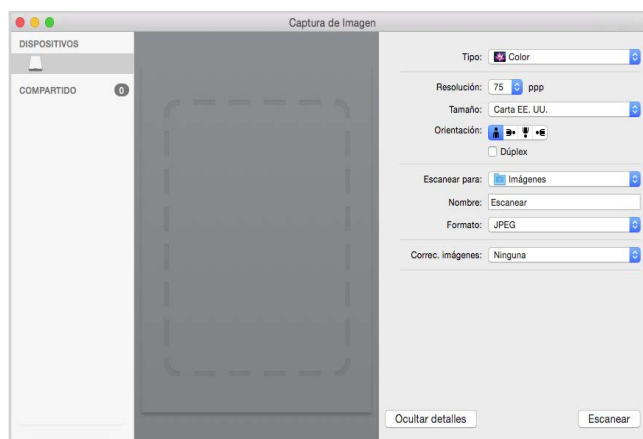 Captura de Imagen
DISPOSITIVOS
COMPARTIDO 0
Tipo: Color
Resolución: 75 ppp
Tamaño: Carta EE. UU.
Orientación:
Dúplex
Escanear para: Imágenes
Nombre: Escanear
Formato: JPEG
Correc. imágenes: Ninguna
Ocultar detalles Escanear